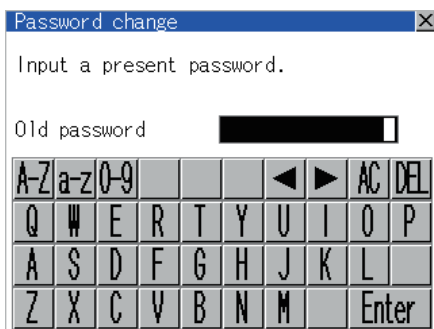 Password change
Input a present password.
Old password
A-Z a-z 0-9 ◀ ▶ AC DEL
Q W E R T Y U I O P
A S D F G H J K L
Z X C V B N M Enter